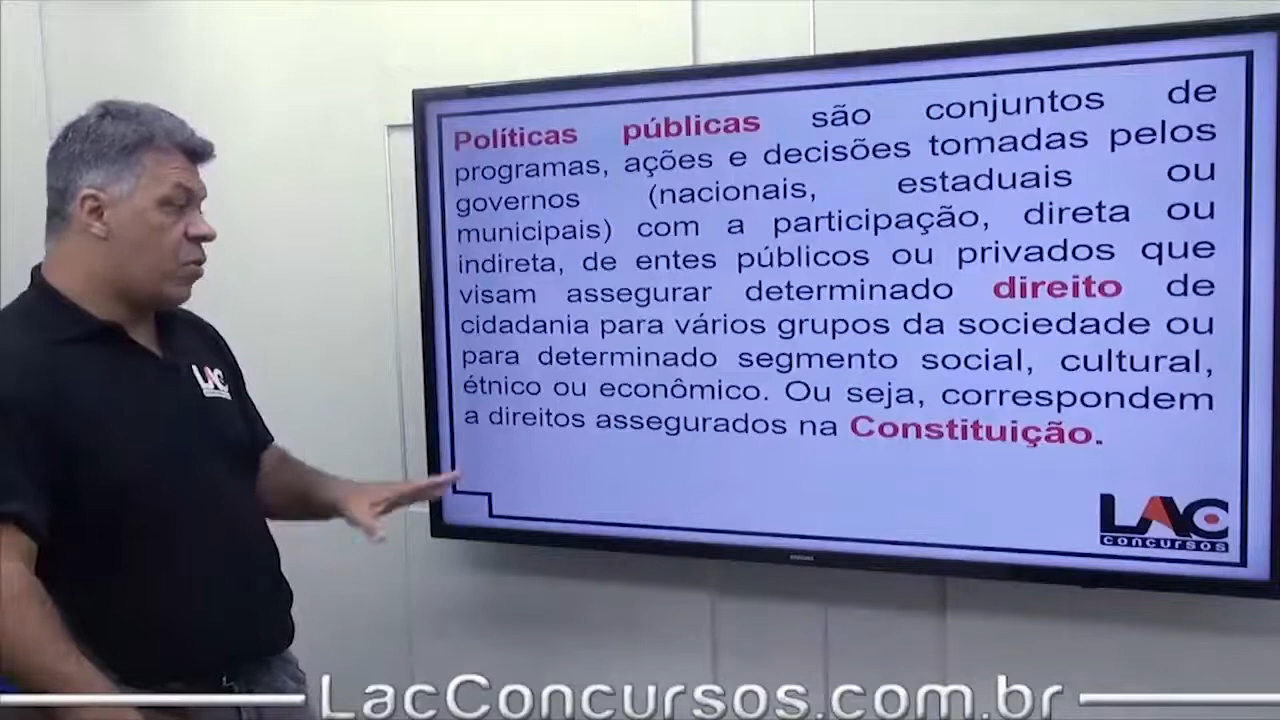 Políticas públicas são conjuntos de
programas, ações e decisões tomadas pelos
governos (nacionais, estaduais ou
municipais) com a participação, direta ou
indireta, de entes públicos ou privados que
visam assegurar determinado direito de
cidadania para vários grupos da sociedade ou
para determinado segmento social, cultural,
étnico ou econômico. Ou seja, correspondem
a direitos assegurados na Constituição.
LAC
LAC
concursos
LacConcursos.com.br